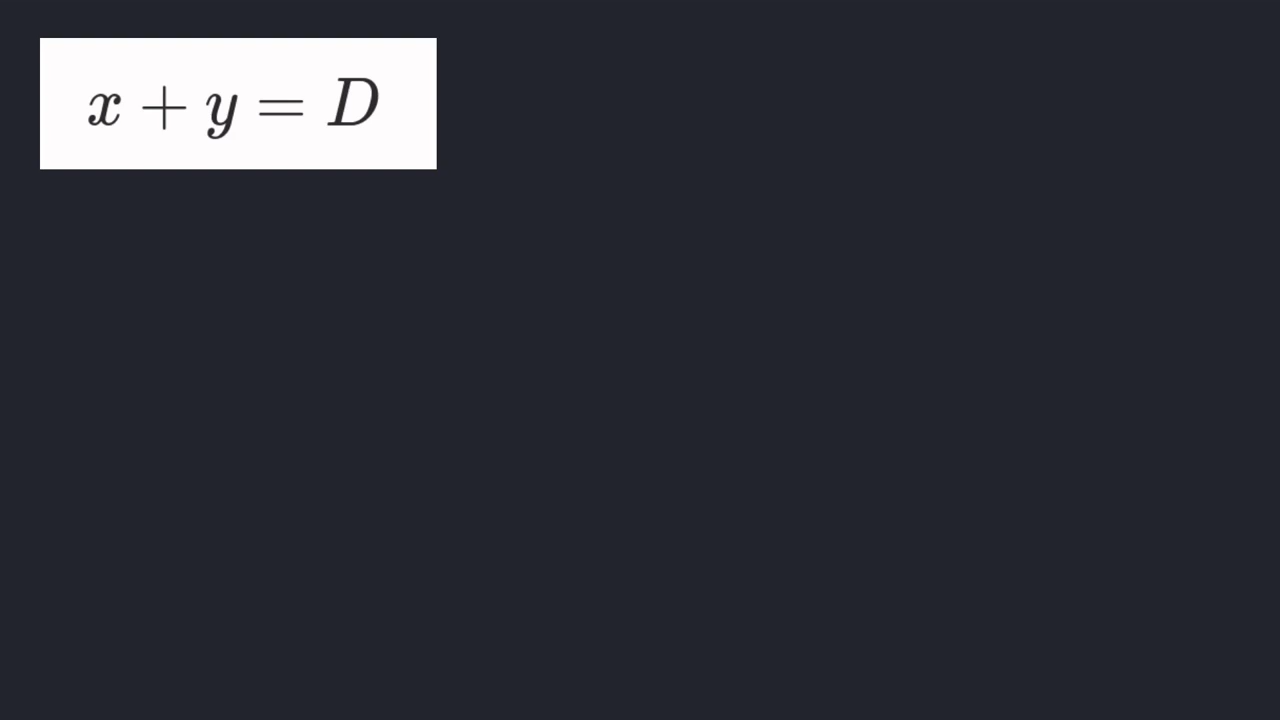 x + y = D